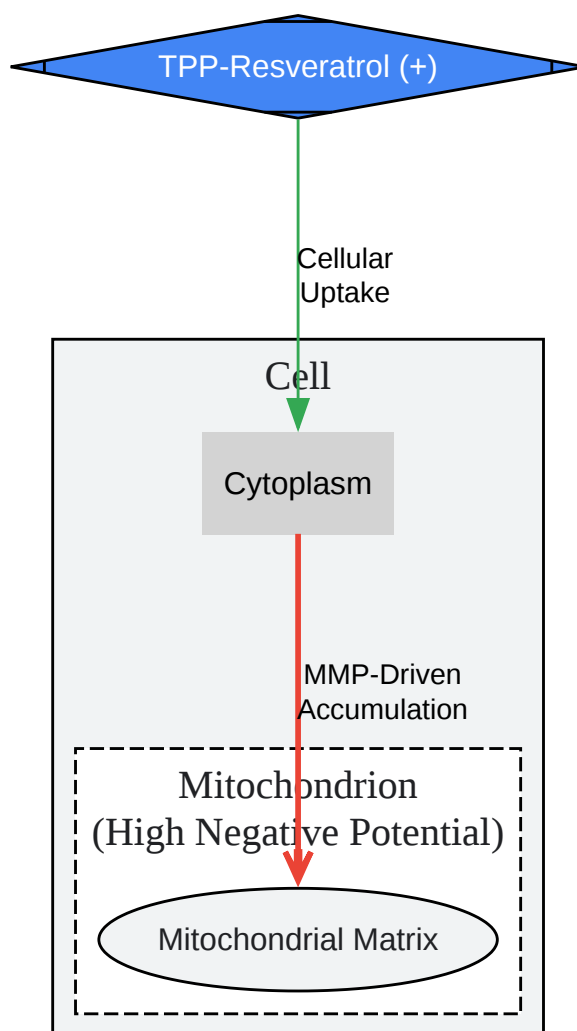 TPP-Resveratrol (+)
Cellular
Uptake
Cell
Cytoplasm
MMP-Driven
Accumulation
Mitochondrion
(High Negative Potential)
Mitochondrial Matrix